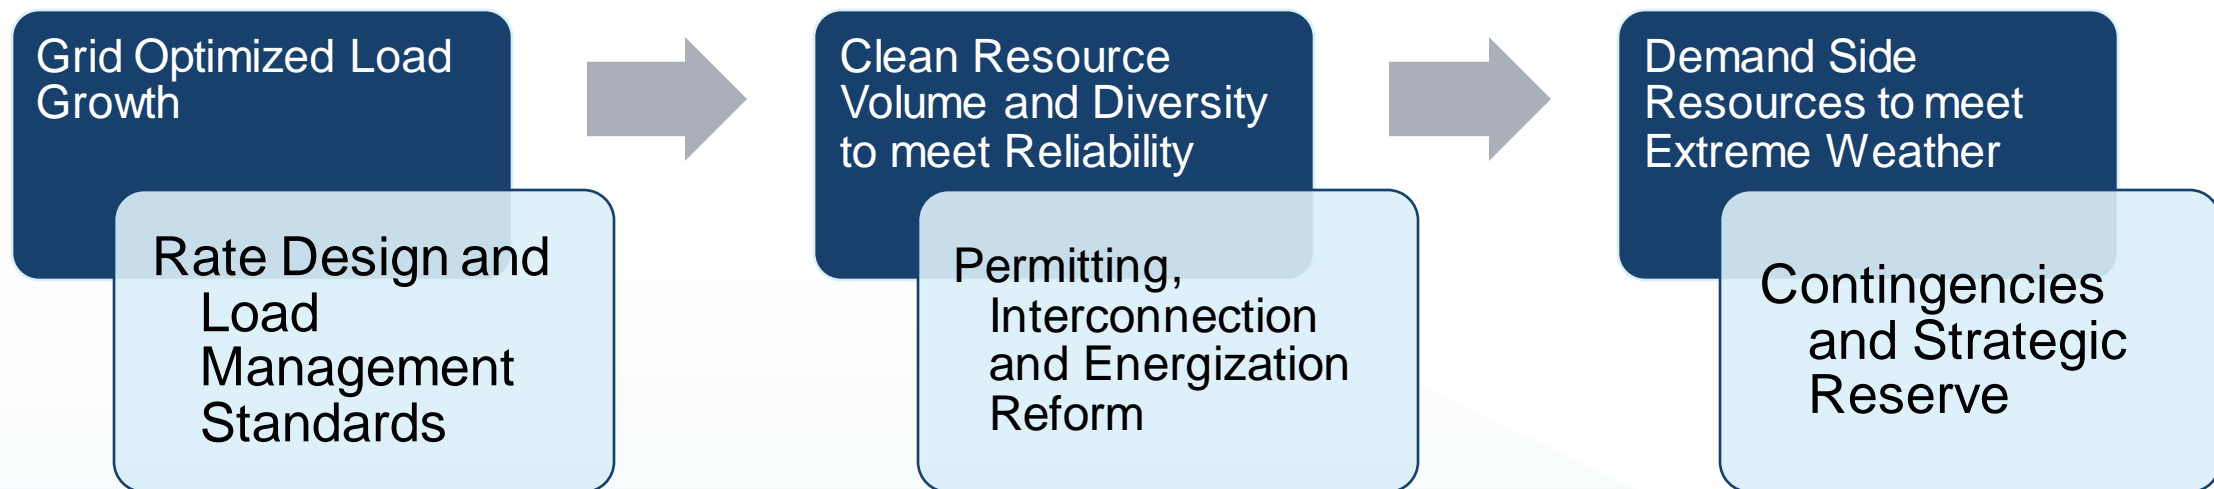 Grid Optimized Load
Growth
Rate Design and
Load
Management
Standards
Clean Resource
Volume and Diversity
to meet Reliability
Permitting,
Interconnection
and Energization
Reform
Demand Side
Resources to meet
Extreme Weather
Contingencies
and Strategic
Reserve